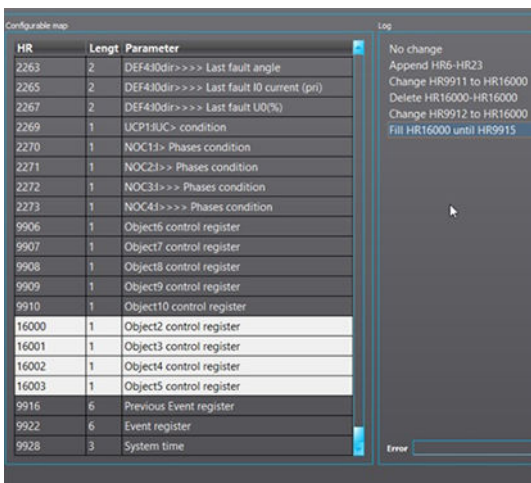 Configurable map
HR Lengt Parameter
2263 2 DEF4:I0dir>>>> Last fault angle
2265 2 DEF4:I0dir>>>> Last fault I0 current (pri)
2267 2 DEF4:I0dir>>>> Last fault U0(%)
2269 1 UCP1:IUC> condition
2270 1 NOC1:I> Phases condition
2271 1 NOC2:I>> Phases condition
2272 1 NOC3:I>>> Phases condition
2273 1 NOC4:I>>>> Phases condition
9906 1 Object6 control register
9907 1 Object7 control register
9908 1 Object8 control register
9909 1 Object9 control register
9910 1 Object10 control register
16000 1 Object2 control register
16001 1 Object3 control register
16002 1 Object4 control register
16003 1 Object5 control register
9916 6 Previous Event register
9922 6 Event register
9928 3 System time
Log
No change
Append HR6-HR23
Change HR9911 to HR16000
Delete HR16000-HR16000
Change HR9912 to HR16000
Fill HR16000 until HR9915
Error